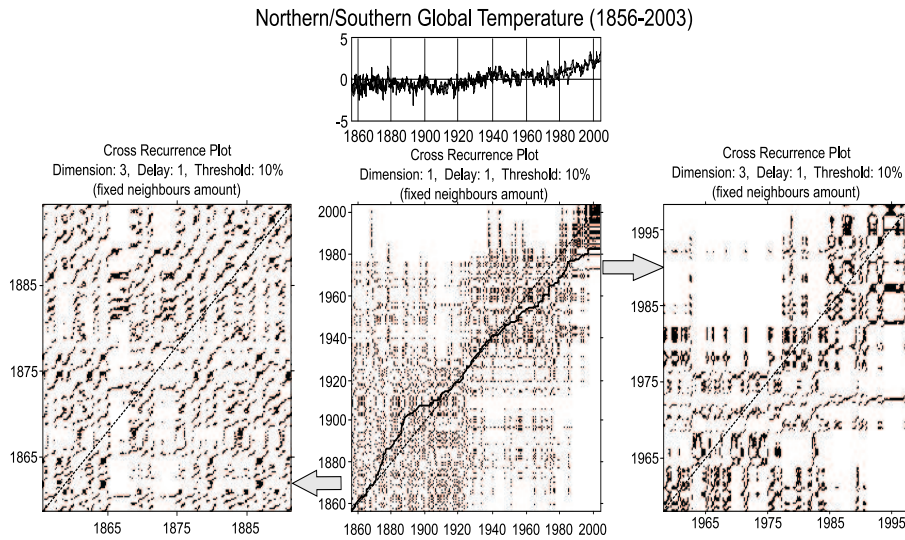 Northern/Southern Global Temperature (1856-2003)
5
0
-5
1860 1880 1900 1920 1940 1960 1980 2000
Cross Recurrence Plot
Dimension: 3, Delay: 1, Threshold: 10%
(fixed neighbours amount)
1885
1875
1865
1865 1875 1885
Cross Recurrence Plot
Dimension: 1, Delay: 1, Threshold: 10%
(fixed neighbours amount)
2000
1980
1960
1940
1920
1900
1880
1860
1860 1880 1900 1920 1940 1960 1980 2000
Cross Recurrence Plot
Dimension: 3, Delay: 1, Threshold: 10%
(fixed neighbours amount)
1995
1985
1975
1965
1965 1975 1985 1995